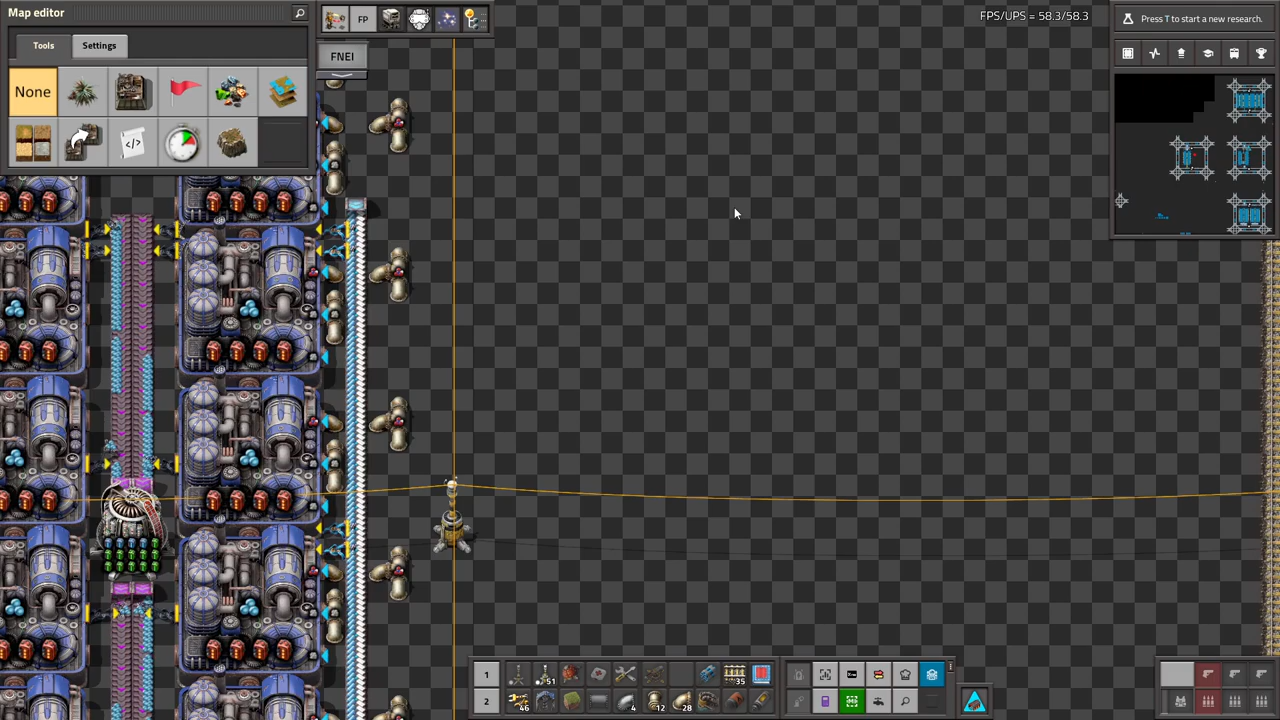 Map editor
FP
FPS/UPS = 58.3/58.3
Press T to start a new research.
Tools
Settings
FNEI
None
</>
1
51
35
2
46
4
12
28